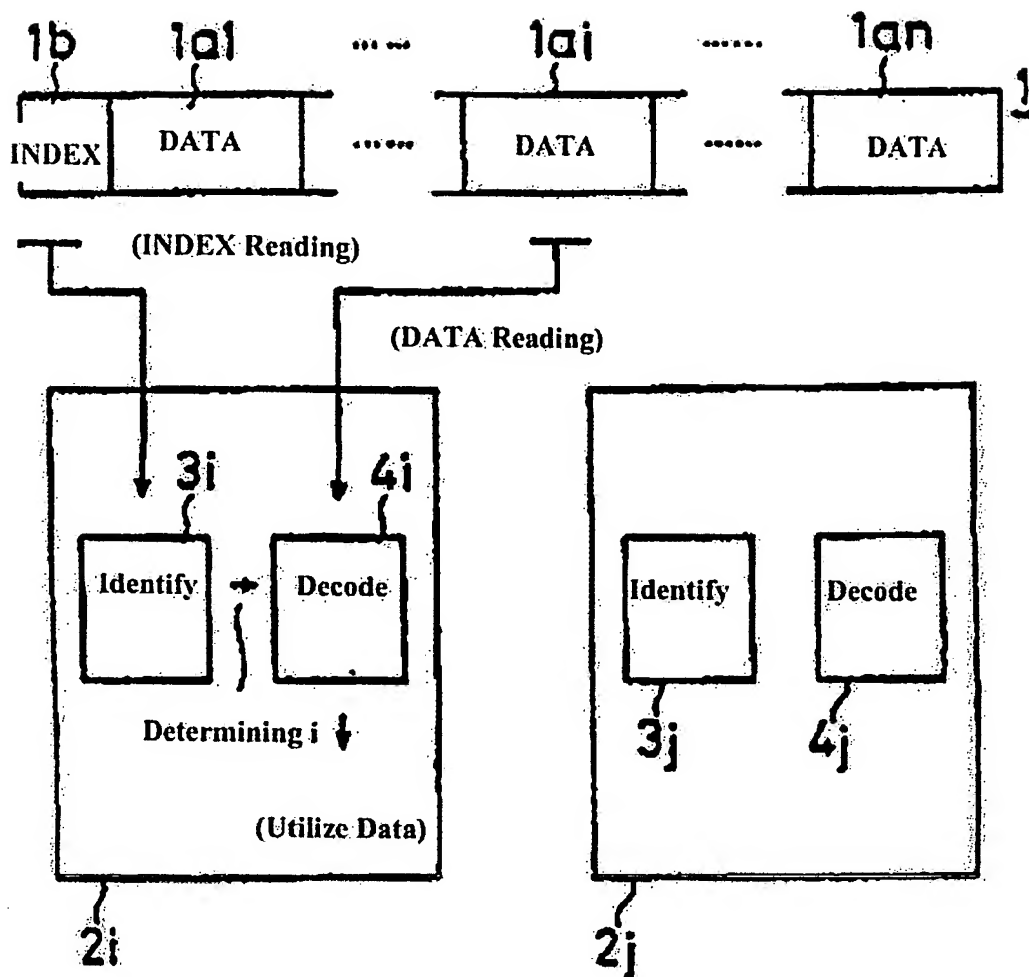 1b 1a1 ..... 1ai ..... 1an
1
INDEX DATA ...... DATA ...... DATA
(INDEX Reading)
(DATA Reading)
3i 4i
Identify Decode Identify Decode
Determining i
3j 4j
(Utilize Data)
2i 2j